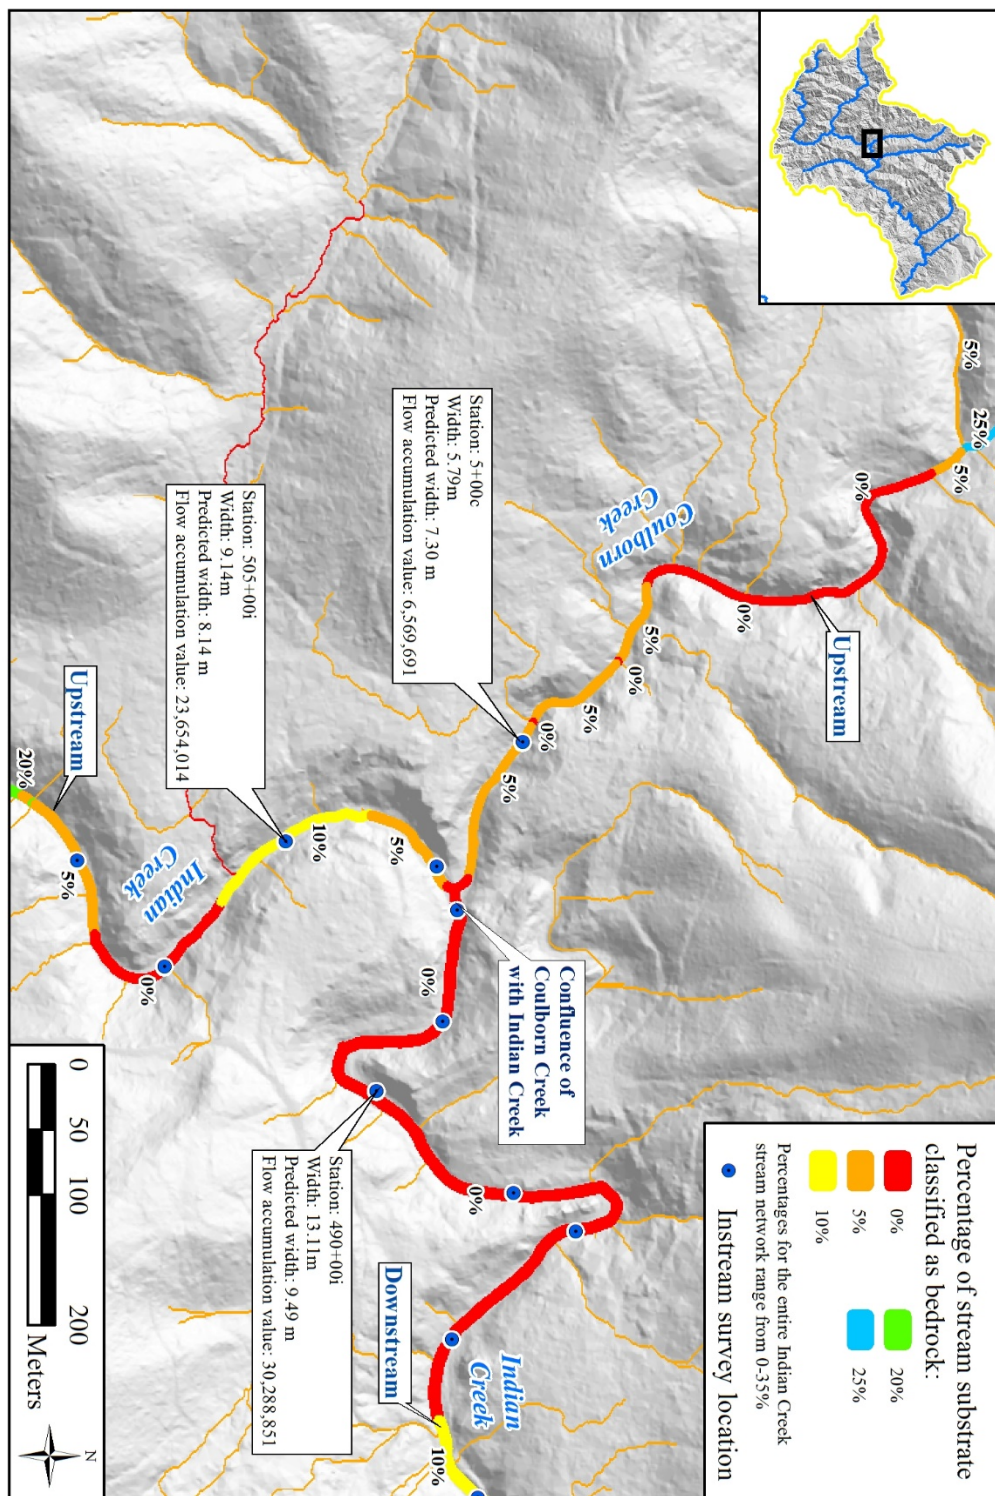 5%
25%
5%
0%
Coulborn
Creek
0%
Upstream
5%
0%
5%
0%
5%
Station: 5+00c
Width: 5.79m
Predicted width: 7.30 m
Flow accumulation value: 6,569,691
Station: 505+00i
Width: 9.14m
Predicted width: 8.14 m
Flow accumulation value: 23,654,014
Upstream
20%
5%
Indian
Creek
10%
5%
0%
Confluence of
Coulborn Creek
with Indian Creek
0%
0%
Station: 490+00i
Width: 13.11m
Predicted width: 9.49 m
Flow accumulation value: 30,288,851
Downstream
Indian
Creek
10%
Percentage of stream substrate
classified as bedrock:
0%
20%
5%
25%
10%
Percentages for the entire Indian Creek
stream network range from 0-35%
Instream survey location
0 50 100 200
Meters
N